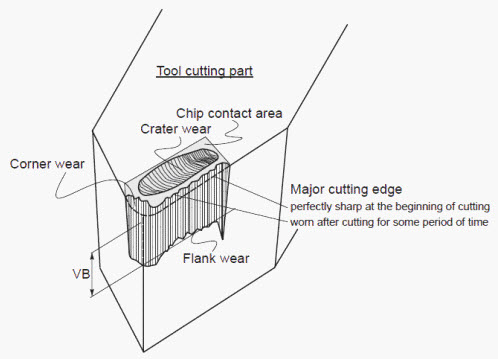 Tool cutting part
Chip contact area
Crater wear
Corner wear
Major cutting edge
perfectly sharp at the beginning of cutting
worn after cutting for some period of time
Flank wear
VB